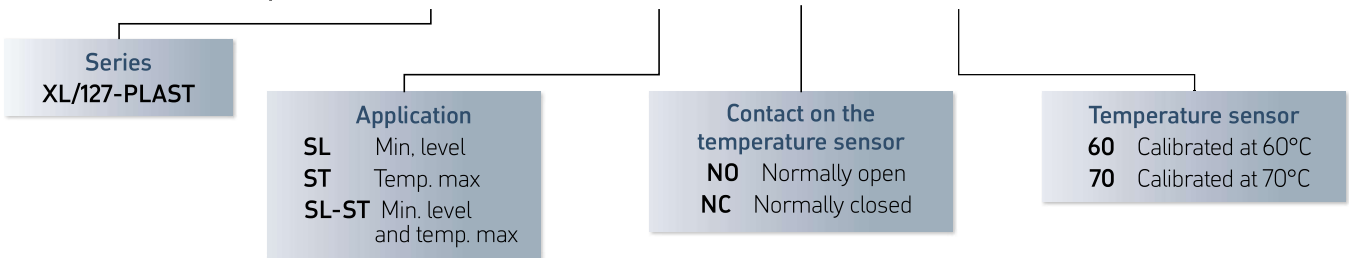 Series
XL/127-PLAST
Application
SL Min, level
ST Temp. max
SL-ST Min. level
and temp. max
Contact on the
temperature sensor
NO Normally open
NC Normally closed
Temperature sensor
60 Calibrated at 60°C
70 Calibrated at 70°C